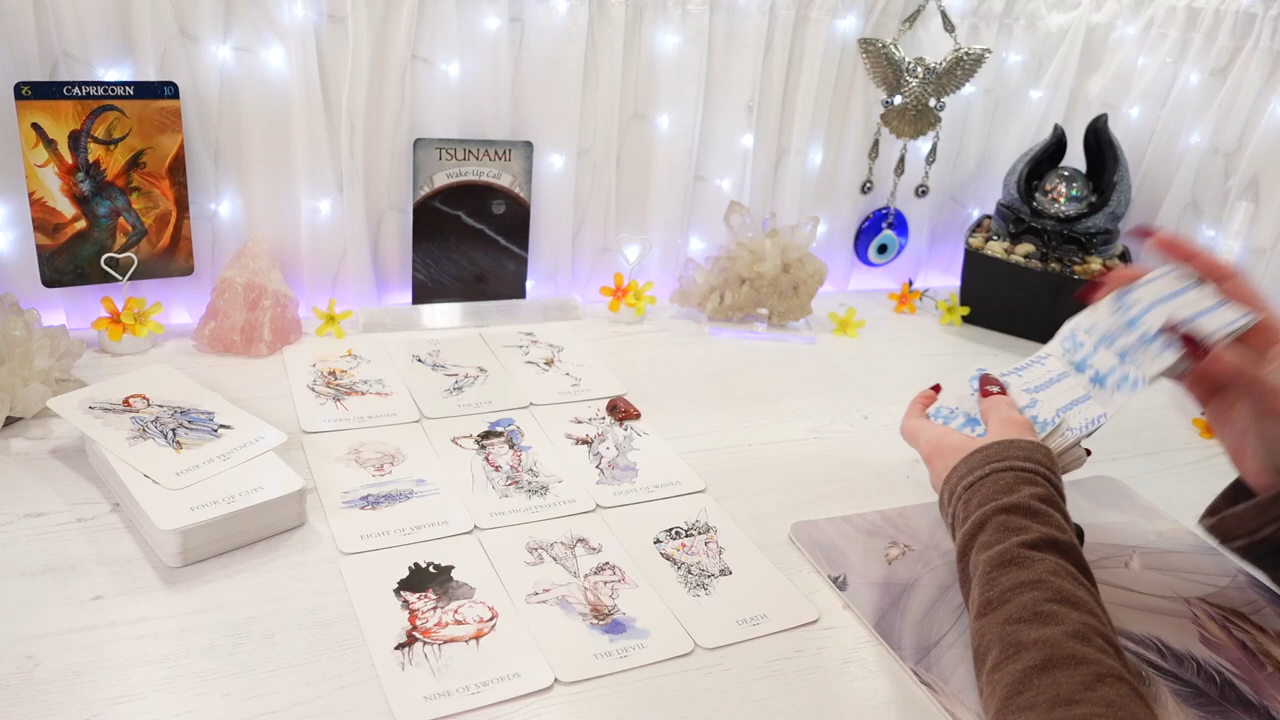 CAPRICORN 10
TSUNAMI
Wake-Up Call
SEVEN OF WANDS
THE STAR
FOUR OF PENTACLES
FOUR OF CUPS
EIGHT OF SWORDS
THE HIGH PRIESTESS
EIGHT OF WANDS
NINE OF SWORDS
THE DEVIL
DEATH